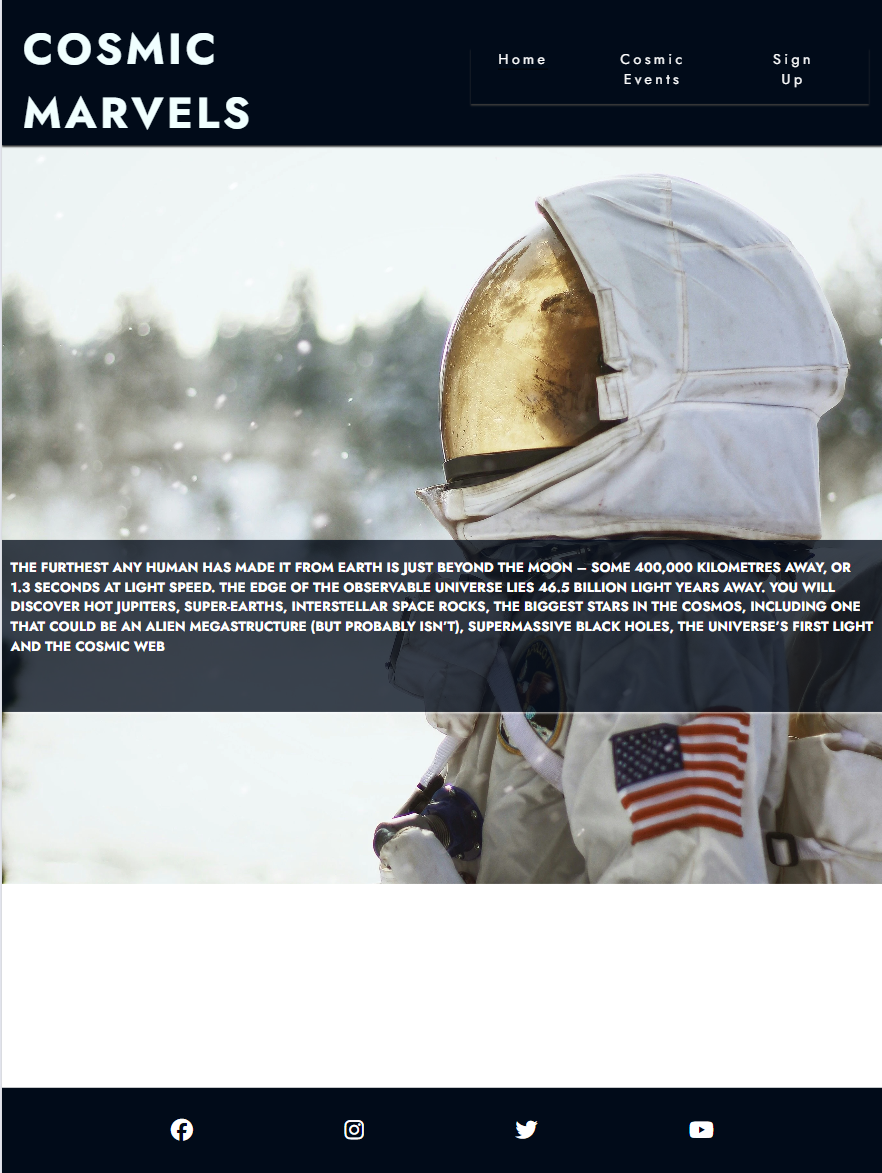 COSMIC
MARVELS
Home
Cosmic
Events
Sign
Up
THE FURTHEST ANY HUMAN HAS MADE IT FROM EARTH IS JUST BEYOND THE MOON – SOME 400,000 KILOMETRES AWAY, OR
1.3 SECONDS AT LIGHT SPEED. THE EDGE OF THE OBSERVABLE UNIVERSE LIES 46.5 BILLION LIGHT YEARS AWAY. YOU WILL
DISCOVER HOT JUPITERS, SUPER-EARTHS, INTERSTELLAR SPACE ROCKS, THE BIGGEST STARS IN THE COSMOS, INCLUDING ONE
THAT COULD BE AN ALIEN MEGASTRUCTURE (BUT PROBABLY ISN’T), SUPERMASSIVE BLACK HOLES, THE UNIVERSE’S FIRST LIGHT
AND THE COSMIC WEB